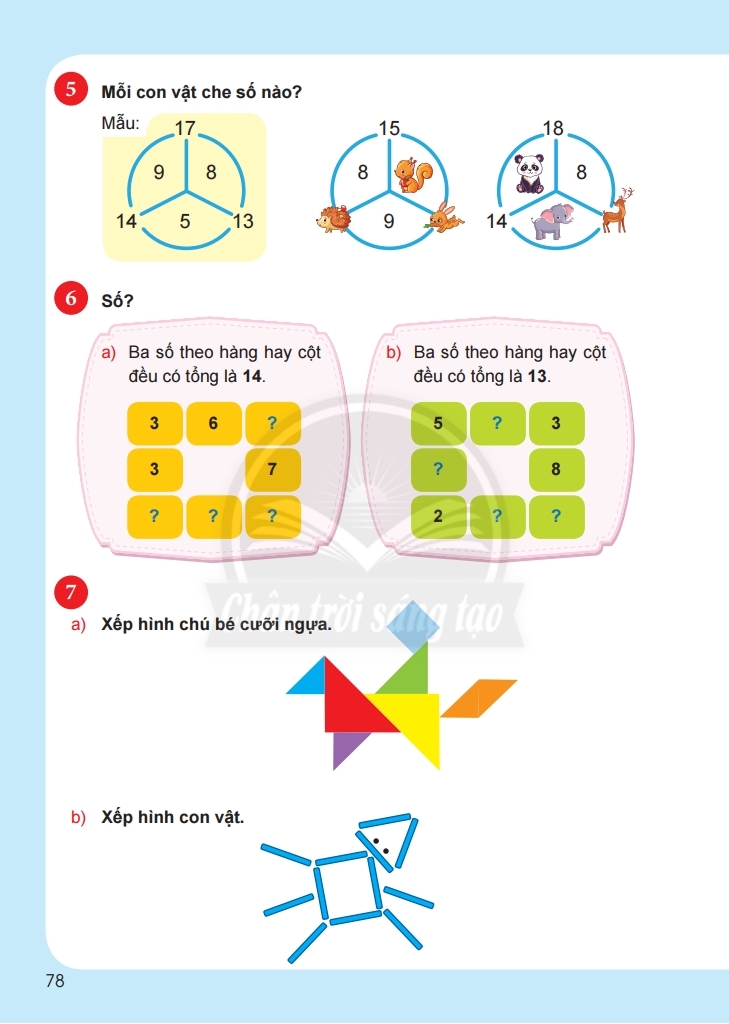 5 Mỗi con vật che số nào?
Mẫu:
17
9 8
14 5 13
15
8
9
18
8
14
6 Số?
a) Ba số theo hàng hay cột
đều có tổng là 14.
3 6 ?
3 7
? ? ?
b) Ba số theo hàng hay cột
đều có tổng là 13.
5 ? 3
? 8
2 ? ?
Chân trời sáng tạo
7
a) Xếp hình chú bé cưỡi ngựa.
b) Xếp hình con vật.
78